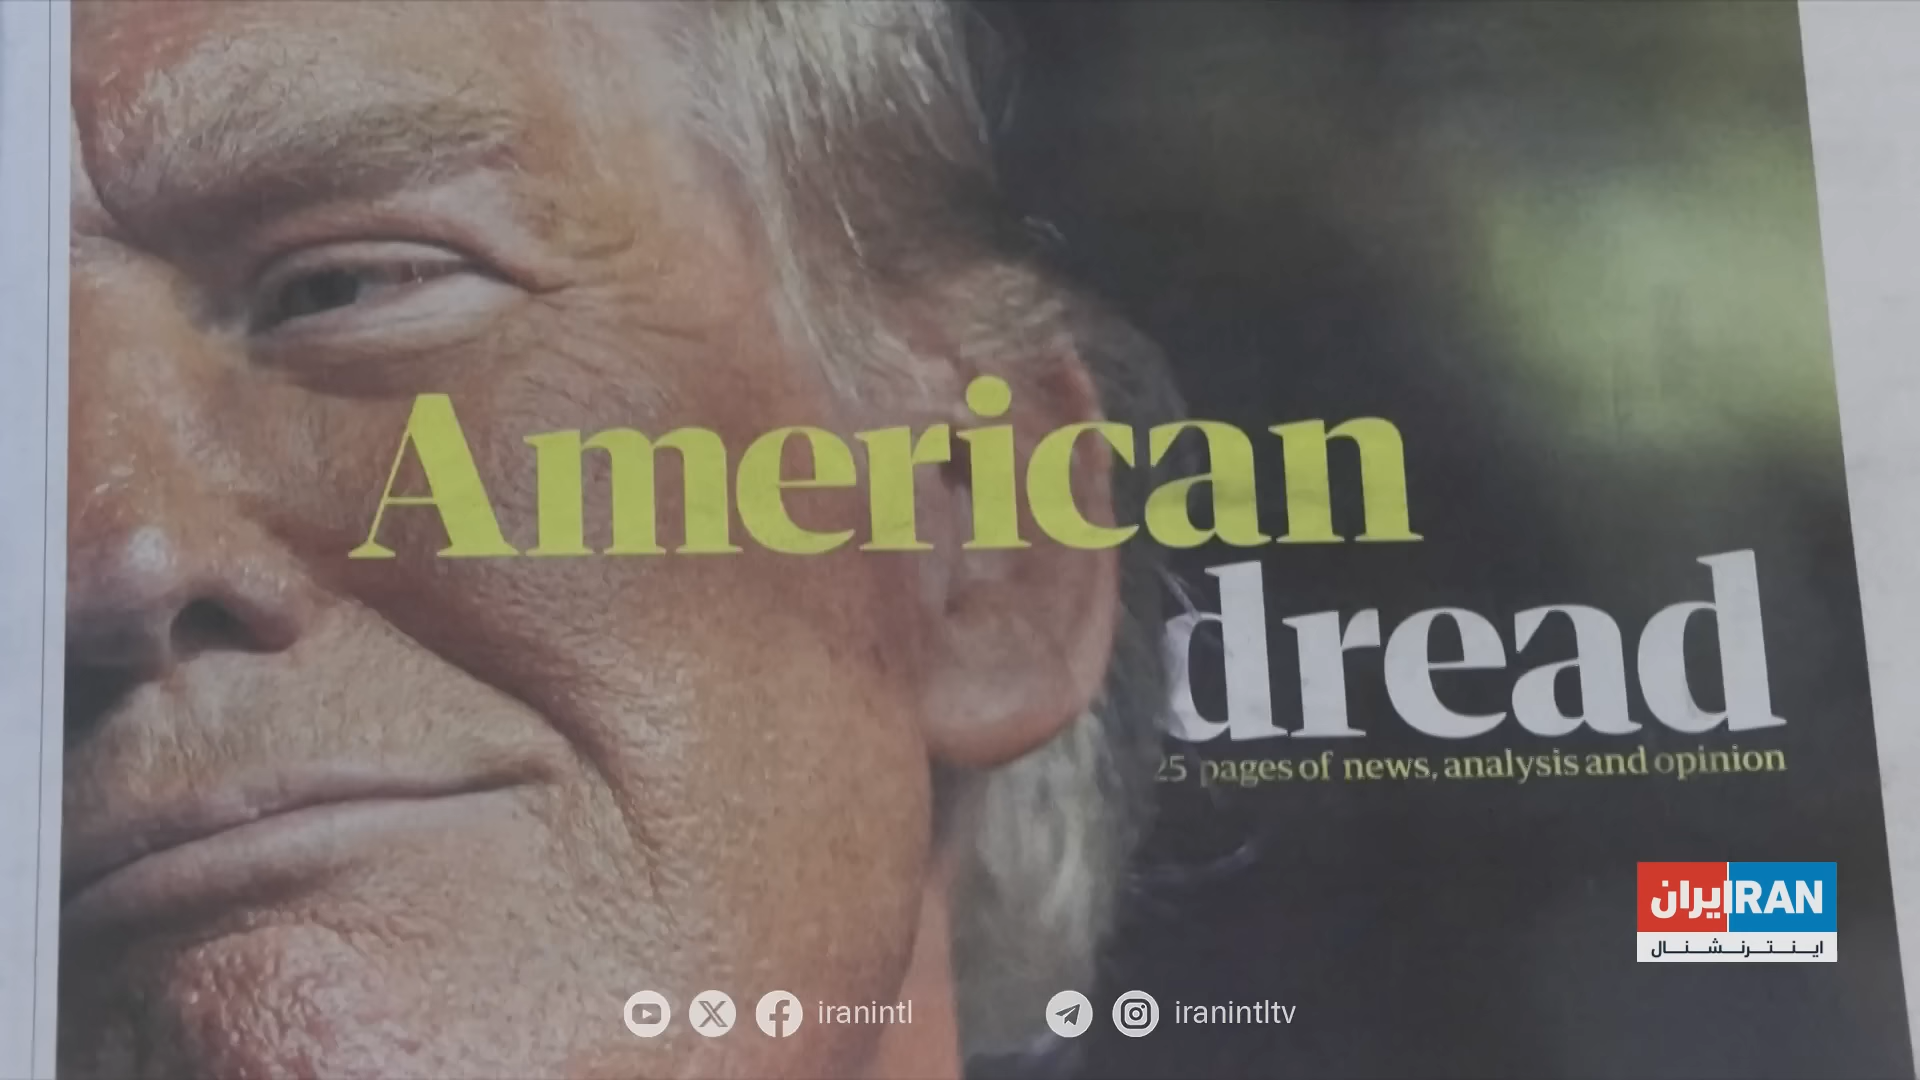 American
dread
25 pages of news, analysis and opinion
ایران IRAN
اینترنشنال
iranintl
iranintltv